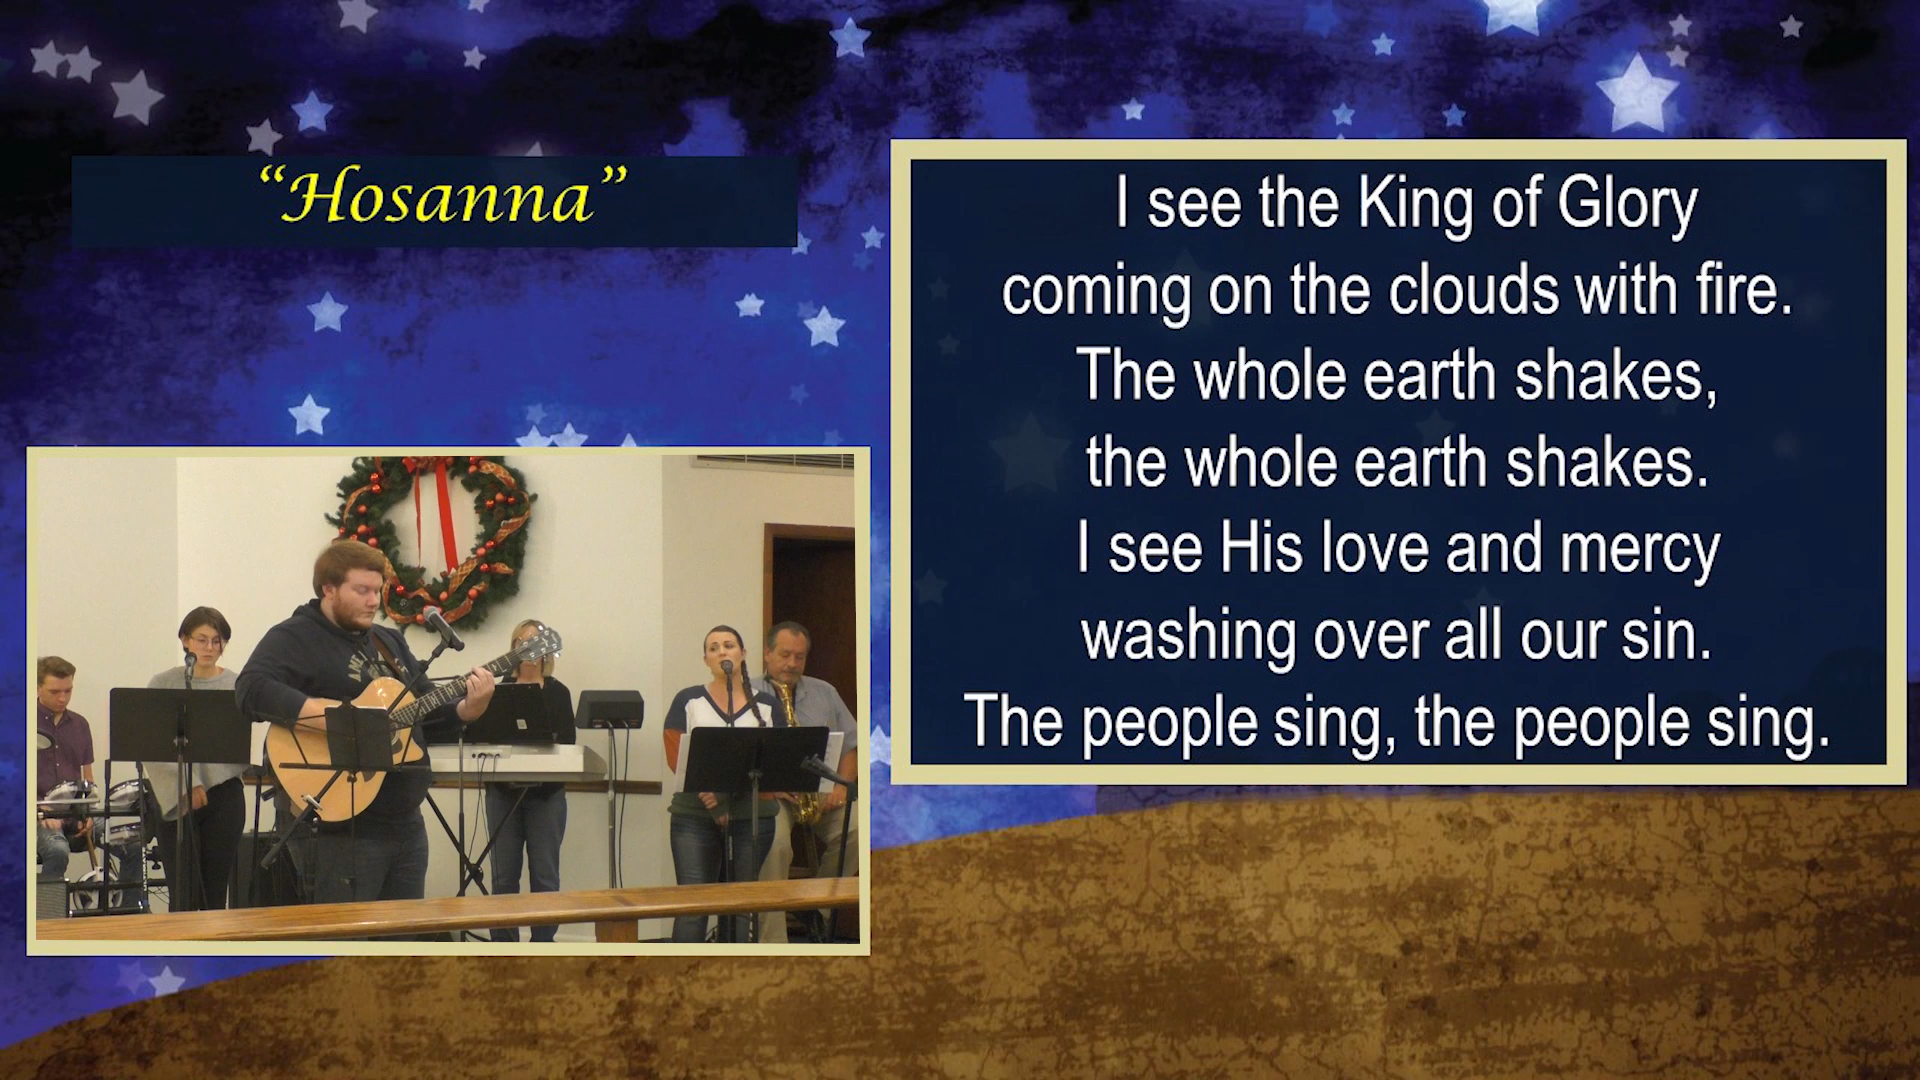 “Hosanna”
I see the King of Glory
coming on the clouds with fire.
The whole earth shakes,
the whole earth shakes.
I see His love and mercy
washing over all our sin.
The people sing, the people sing.